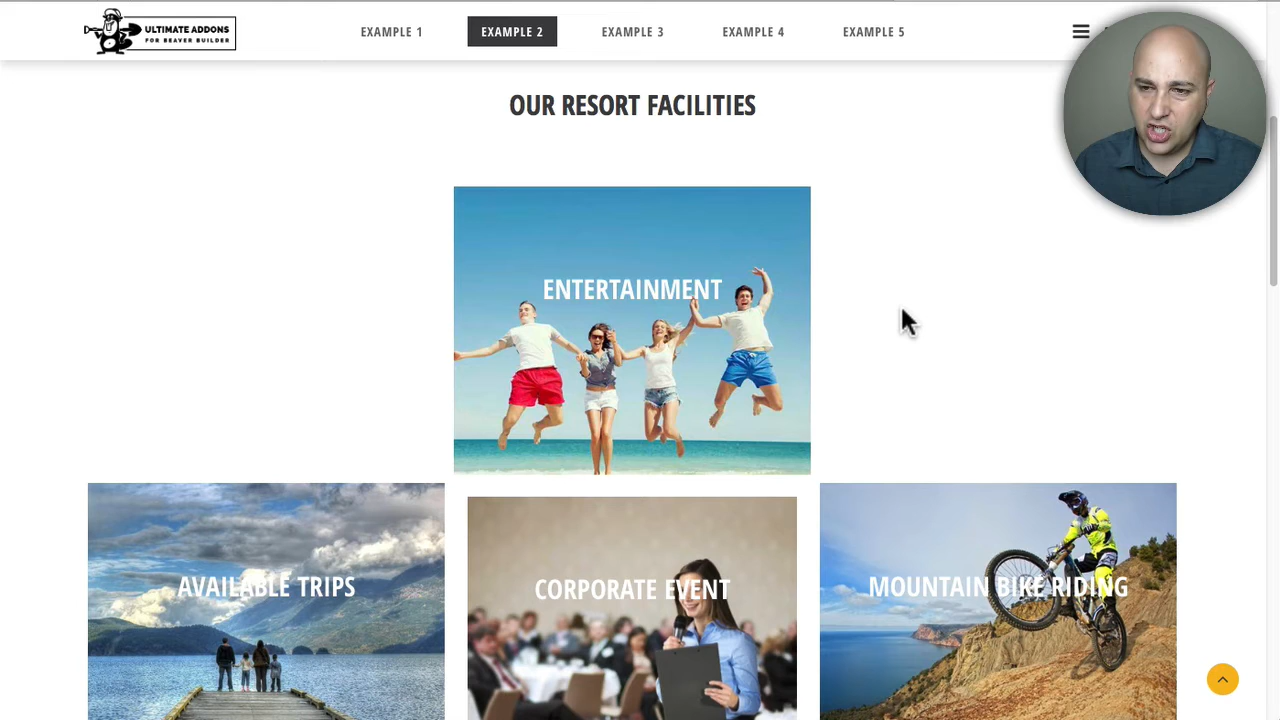 ULTIMATE ADDONS
FOR BEAVER BUILDER
EXAMPLE 1
EXAMPLE 2
EXAMPLE 3
EXAMPLE 4
EXAMPLE 5
OUR RESORT FACILITIES
ENTERTAINMENT
AVAILABLE TRIPS
CORPORATE EVENT
MOUNTAIN BIKE RIDING